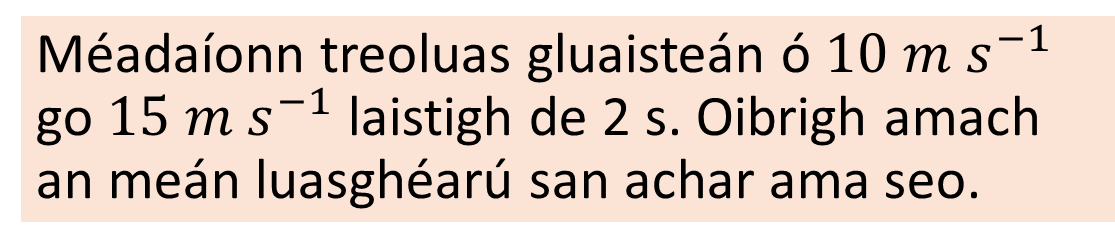 Méadaíonn treoluas gluaisteán ó 10 m s⁻¹
go 15 m s⁻¹ laistigh de 2 s. Oibrigh amach
an meán luasghéarú san achar ama seo.